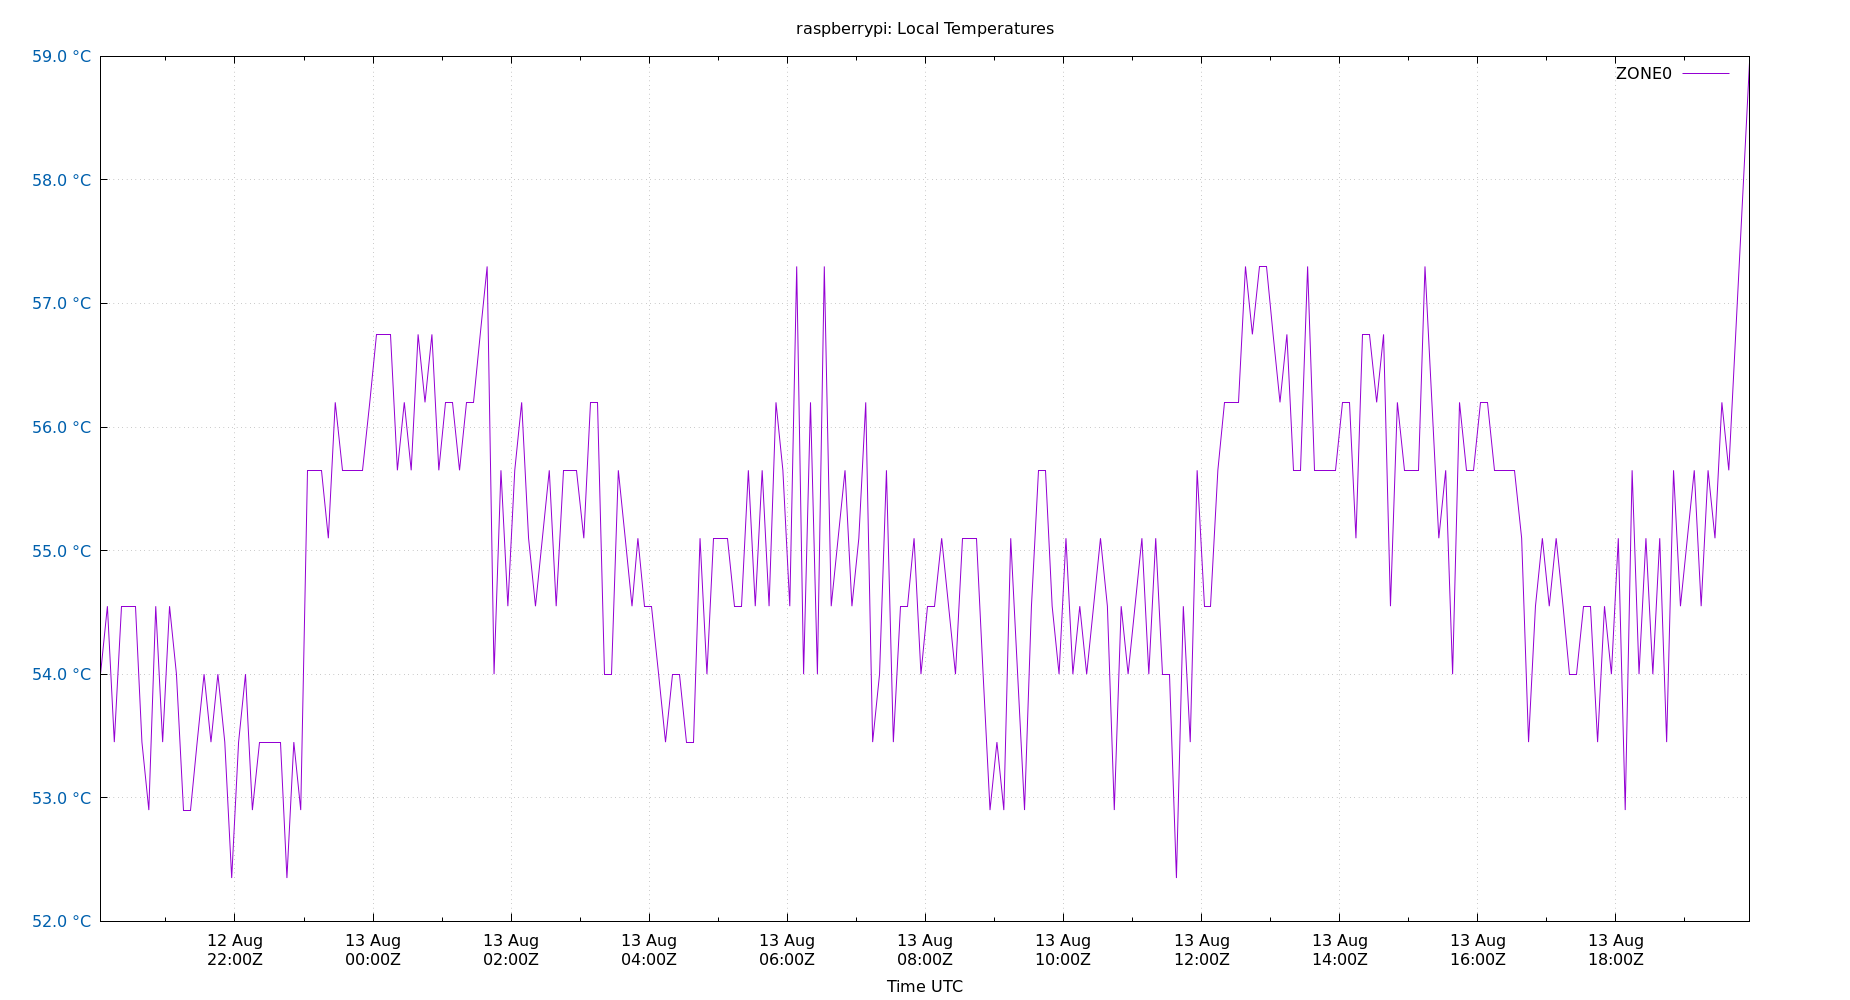 raspberrypi: Local Temperatures
59.0 °C
ZONE0
58.0 °C
57.0 °C
56.0 °C
55.0 °C
54.0 °C
53.0 °C
52.0 °C
12 Aug 13 Aug 13 Aug 13 Aug 13 Aug 13 Aug 13 Aug 13 Aug 13 Aug 13 Aug 13 Aug
22:00Z 00:00Z 02:00Z 04:00Z 06:00Z 08:00Z 10:00Z 12:00Z 14:00Z 16:00Z 18:00Z
Time UTC